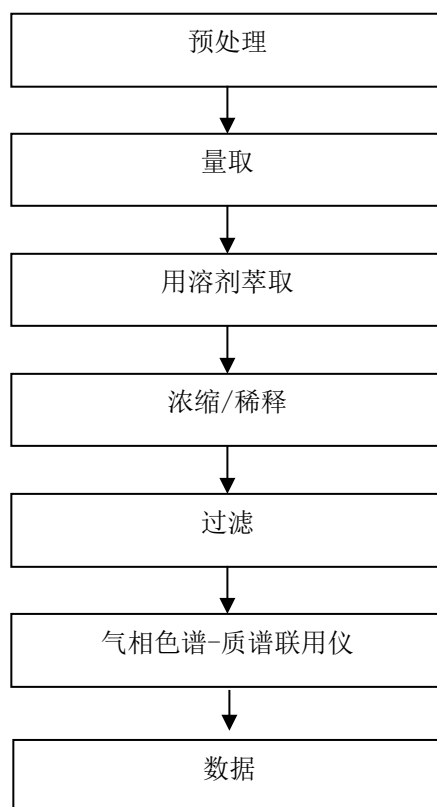 预处理
量取
用溶剂萃取
浓缩/稀释
过滤
气相色谱-质谱联用仪
数据